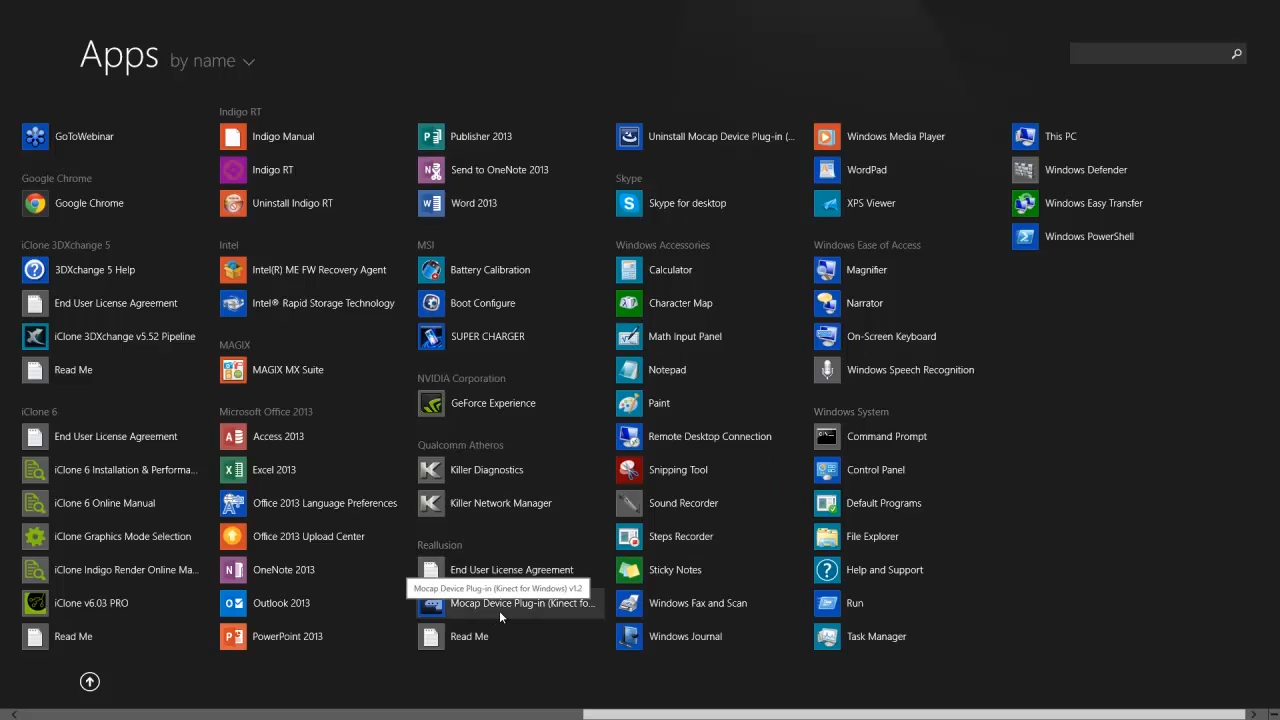 Apps by name
GoToWebinar
Google Chrome
Google Chrome
iClone 3DXchange 5
3DXchange 5 Help
End User License Agreement
iClone 3DXchange v5.52 Pipeline
Read Me
iClone 6
End User License Agreement
iClone 6 Installation & Performa...
iClone 6 Online Manual
iClone Graphics Mode Selection
iClone Indigo Render Online Ma...
iClone v6.03 PRO
Read Me
Indigo RT
Indigo Manual
Indigo RT
Uninstall Indigo RT
Intel
Intel(R) ME FW Recovery Agent
Intel® Rapid Storage Technology
MAGIX
MAGIX MX Suite
Microsoft Office 2013
Access 2013
Excel 2013
Office 2013 Language Preferences
Office 2013 Upload Center
OneNote 2013
Outlook 2013
PowerPoint 2013
Publisher 2013
Send to OneNote 2013
Word 2013
MSI
Battery Calibration
Boot Configure
SUPER CHARGER
NVIDIA Corporation
GeForce Experience
Qualcomm Atheros
Killer Diagnostics
Killer Network Manager
Reallusion
End User License Agreement
Mocap Device Plug-in (Kinect for Windows) v1.2
Mocap Device Plug-in (Kinect fo...
Read Me
Uninstall Mocap Device Plug-in (...
Skype
Skype for desktop
Windows Accessories
Calculator
Character Map
Math Input Panel
Notepad
Paint
Remote Desktop Connection
Snipping Tool
Sound Recorder
Steps Recorder
Sticky Notes
Windows Fax and Scan
Windows Journal
Windows Media Player
WordPad
XPS Viewer
Windows Ease of Access
Magnifier
Narrator
On-Screen Keyboard
Windows Speech Recognition
Windows System
Command Prompt
Control Panel
Default Programs
File Explorer
Help and Support
Run
Task Manager
This PC
Windows Defender
Windows Easy Transfer
Windows PowerShell